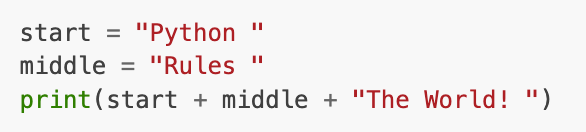 start = "Python "
middle = "Rules "
print(start + middle + "The World! ")